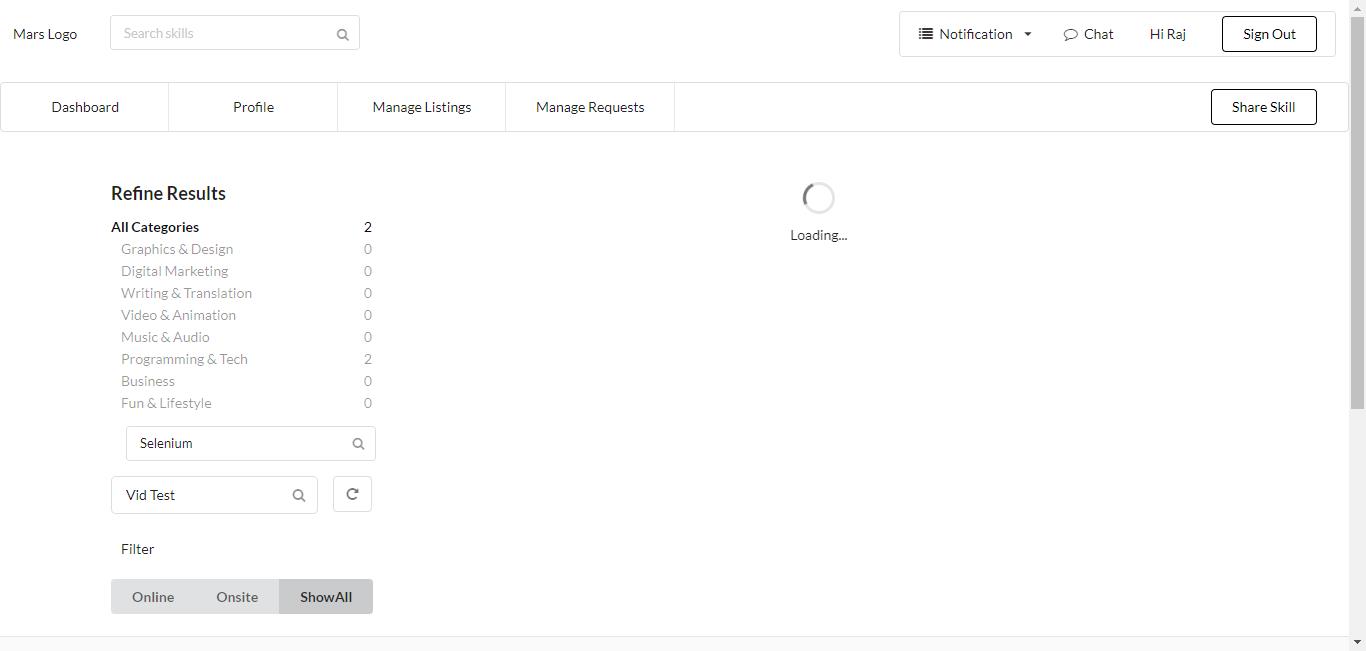 Mars Logo
Search skills
Notification
Chat
Hi Raj
Sign Out
Dashboard
Profile
Manage Listings
Manage Requests
Share Skill
Refine Results
All Categories 2
Graphics & Design 0
Digital Marketing 0
Writing & Translation 0
Video & Animation 0
Music & Audio 0
Programming & Tech 2
Business 0
Fun & Lifestyle 0
Selenium
Vid Test
Filter
Online
Onsite
ShowAll
Loading...